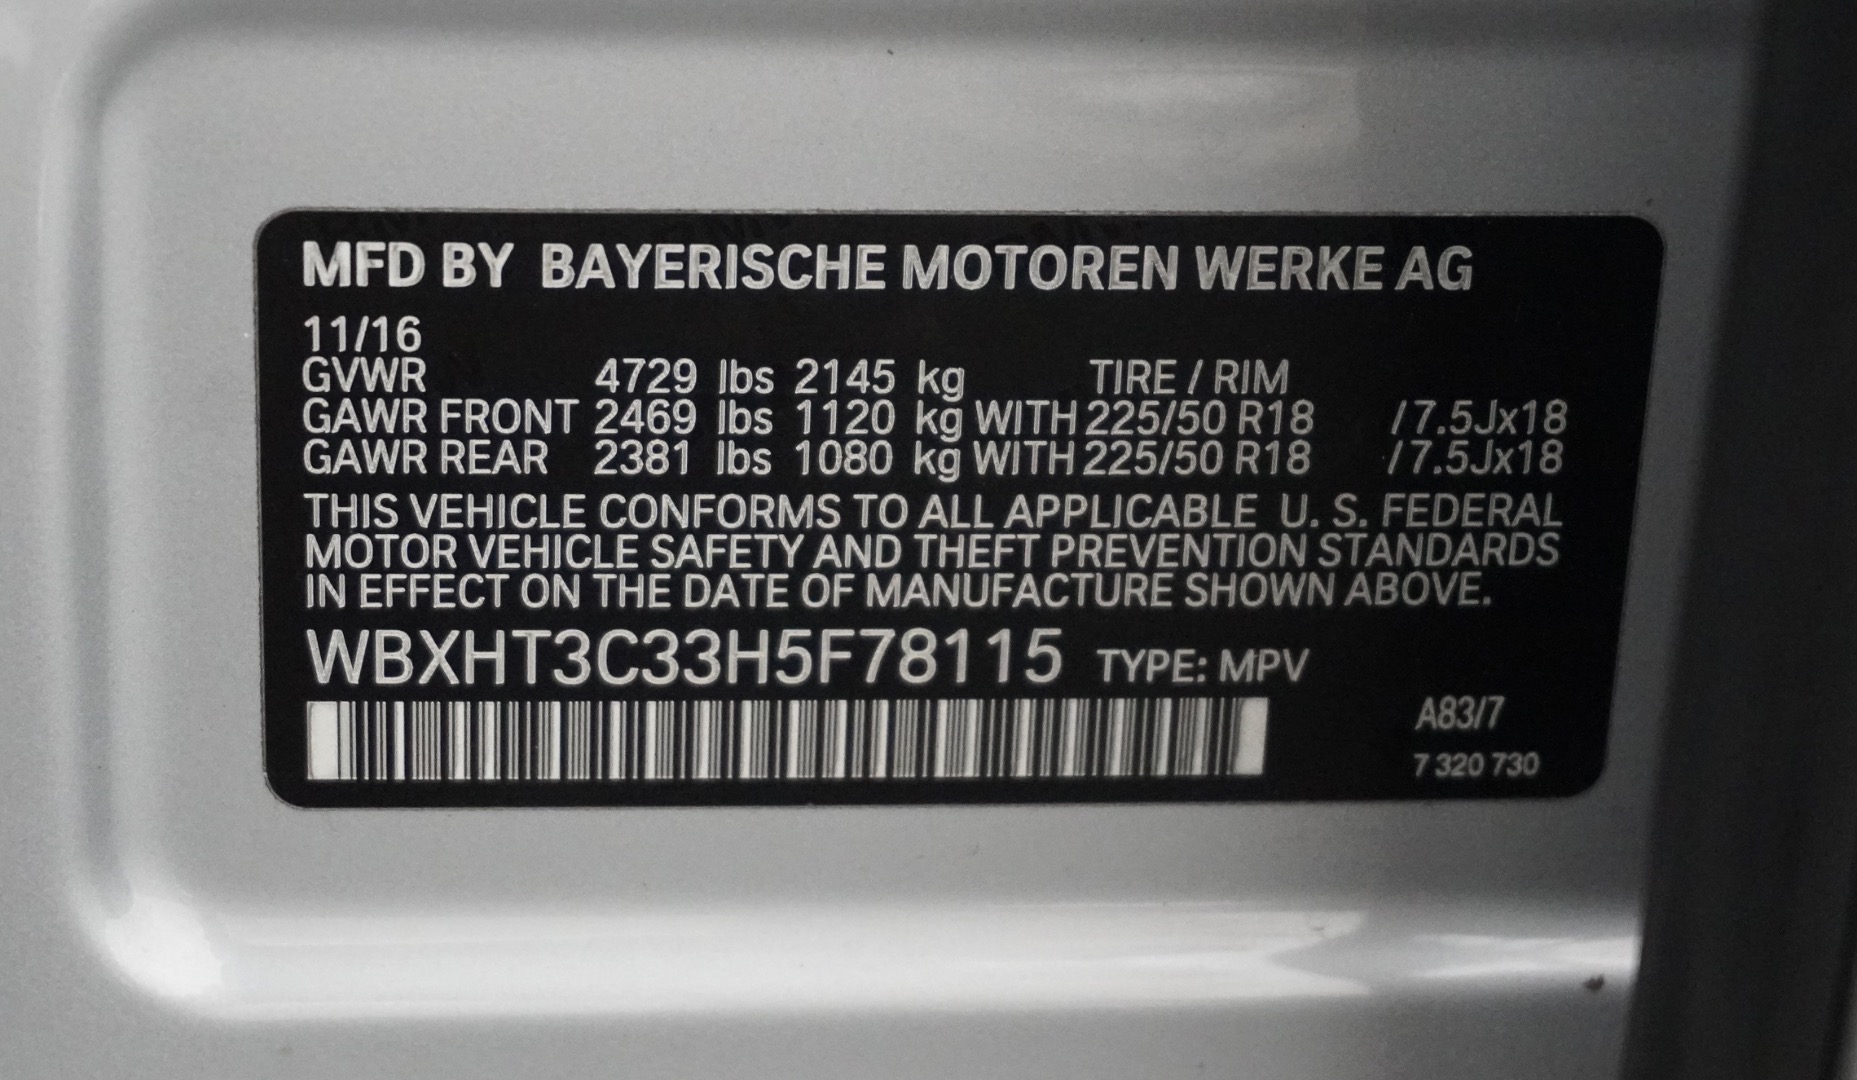 MFD BY BAYERISCHE MOTOREN WERKE AG
11/16
GVWR 4729 lbs 2145 kg TIRE / RIM
GAWR FRONT 2469 lbs 1120 kg WITH 225/50 R18 /7.5Jx18
GAWR REAR 2381 lbs 1080 kg WITH 225/50 R18 /7.5Jx18
THIS VEHICLE CONFORMS TO ALL APPLICABLE U. S. FEDERAL
MOTOR VEHICLE SAFETY AND THEFT PREVENTION STANDARDS
IN EFFECT ON THE DATE OF MANUFACTURE SHOWN ABOVE.
WBXHT3C33H5F78115 TYPE: MPV
A83/7
7 320 730